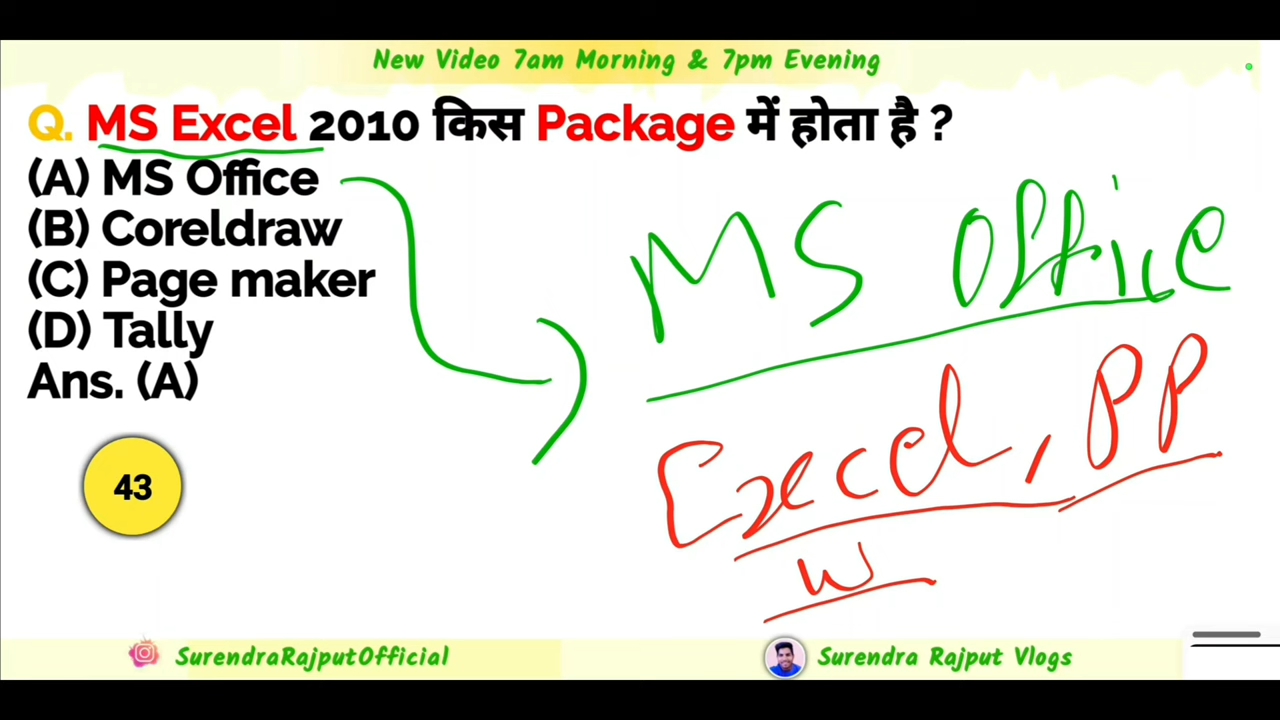 New Video 7am Morning & 7pm Evening
Q. MS Excel 2010 किस Package में होता है ?
(A) MS Office
(B) Coreldraw
(C) Page maker
(D) Tally
Ans. (A)
MS Office
Excel, PP
W
43
SurendraRajputOfficial
Surendra Rajput Vlogs